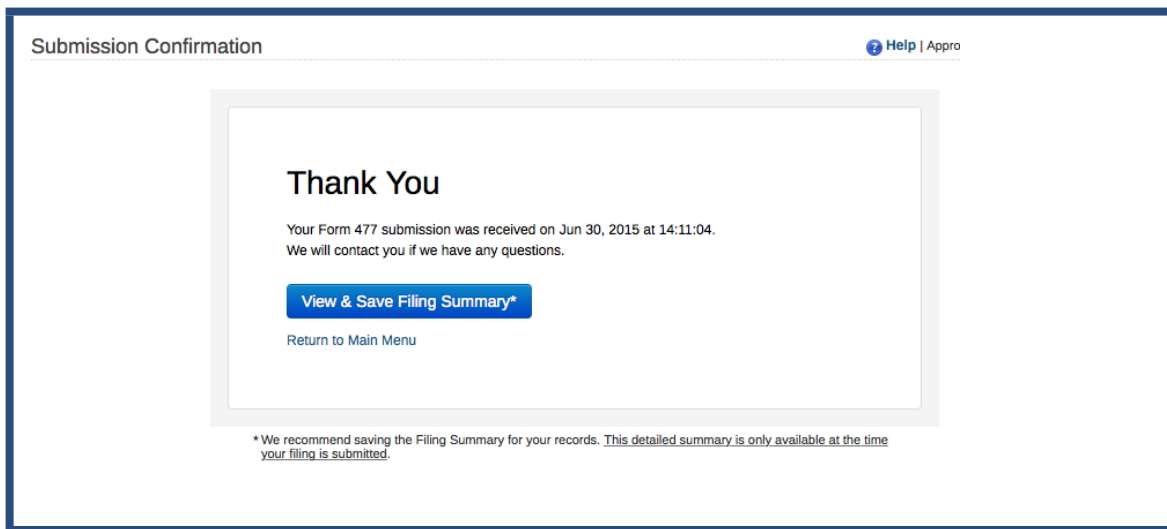 Submission Confirmation
Help | Appro
Thank You
Your Form 477 submission was received on Jun 30, 2015 at 14:11:04.
We will contact you if we have any questions.
View & Save Filing Summary*
Return to Main Menu
* We recommend saving the Filing Summary for your records. This detailed summary is only available at the time
your filing is submitted.